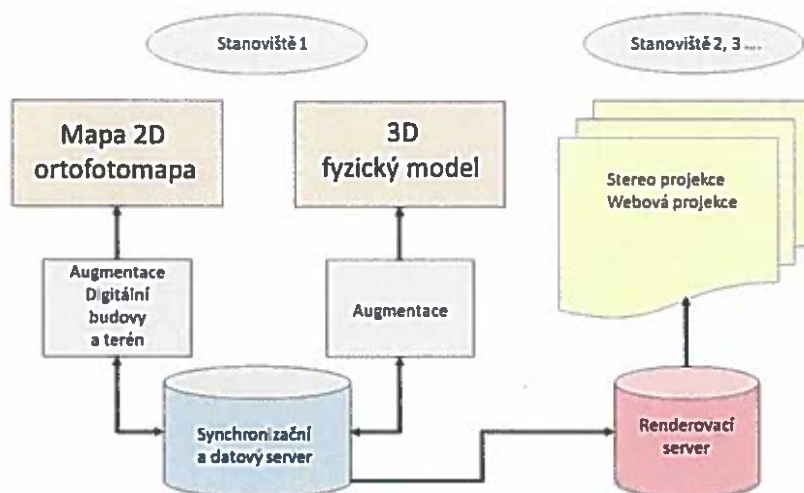 Stanoviště 1
Stanoviště 2, 3 ...
Mapa 2D
ortofotomapa
3D
fyzický model
Stereo projekce
Webová projekce
Augmentace
Digitální
budovy
a terén
Augmentace
Synchronizační
a datový server
Renderovací
server